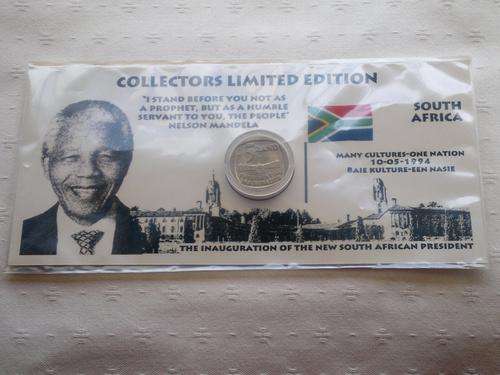 COLLECTORS LIMITED EDITION
"I STAND BEFORE YOU NOT AS
A PROPHET, BUT AS A HUMBLE
SERVANT TO YOU, THE PEOPLE"
NELSON MANDELA
SOUTH
AFRICA
MANY CULTURES-ONE NATION
10-05-1994
BAIE KULTURE-EEN NASIE
THE INAUGURATION OF THE NEW SOUTH AFRICAN PRESIDENT